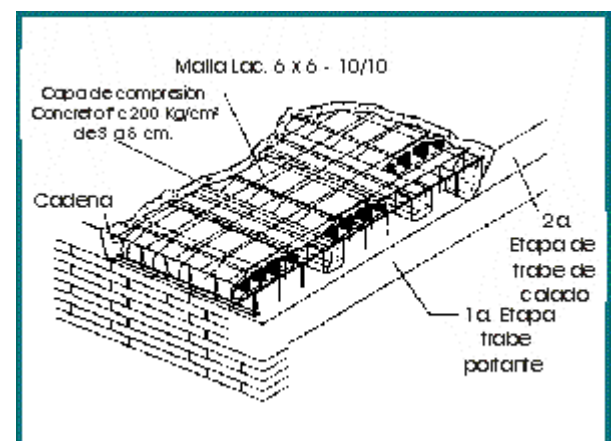 Malla Lac. 6 x 6 - 10/10
Capa de compresión
Concreto f'c 200 Kg/cm²
de 3 a 6 cm.
Cadena
2a.
Etapa de
trabe de
colado
1a. Etapa
trabe
portante